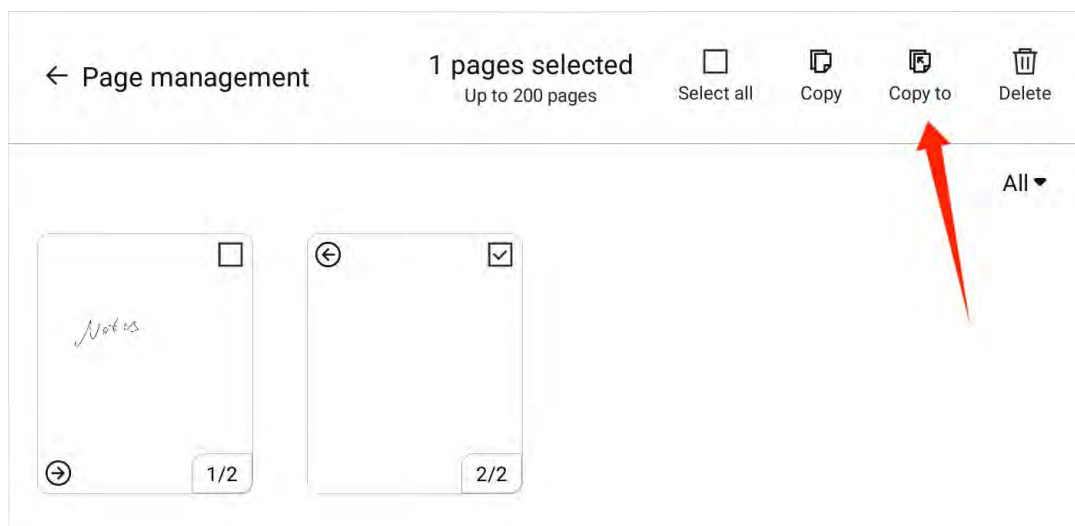 Page management
1 pages selected
Up to 200 pages
Select all
Copy
Copy to
Delete
All
Notes
1/2
2/2